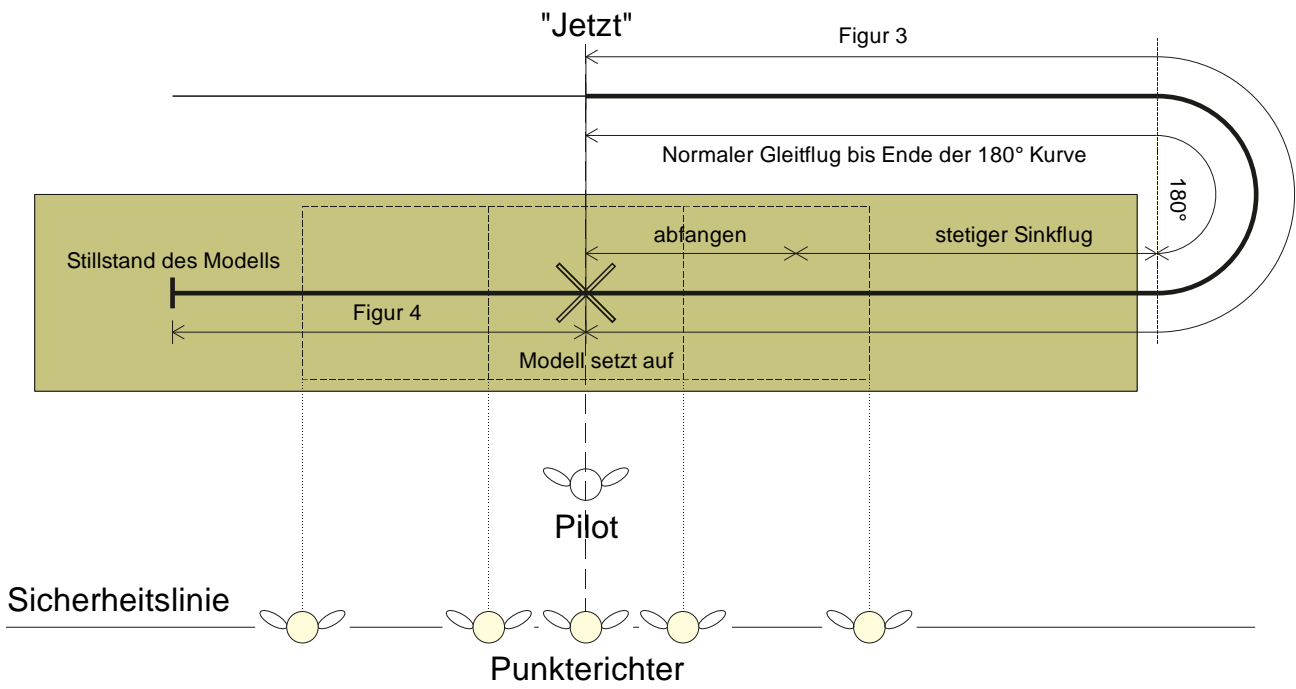 "Jetzt"
Figur 3
Normaler Gleitflug bis Ende der 180° Kurve
180°
abfangen
stetiger Sinkflug
Stillstand des Modells
Figur 4
Modell setzt auf
Pilot
Sicherheitslinie
Punkterichter